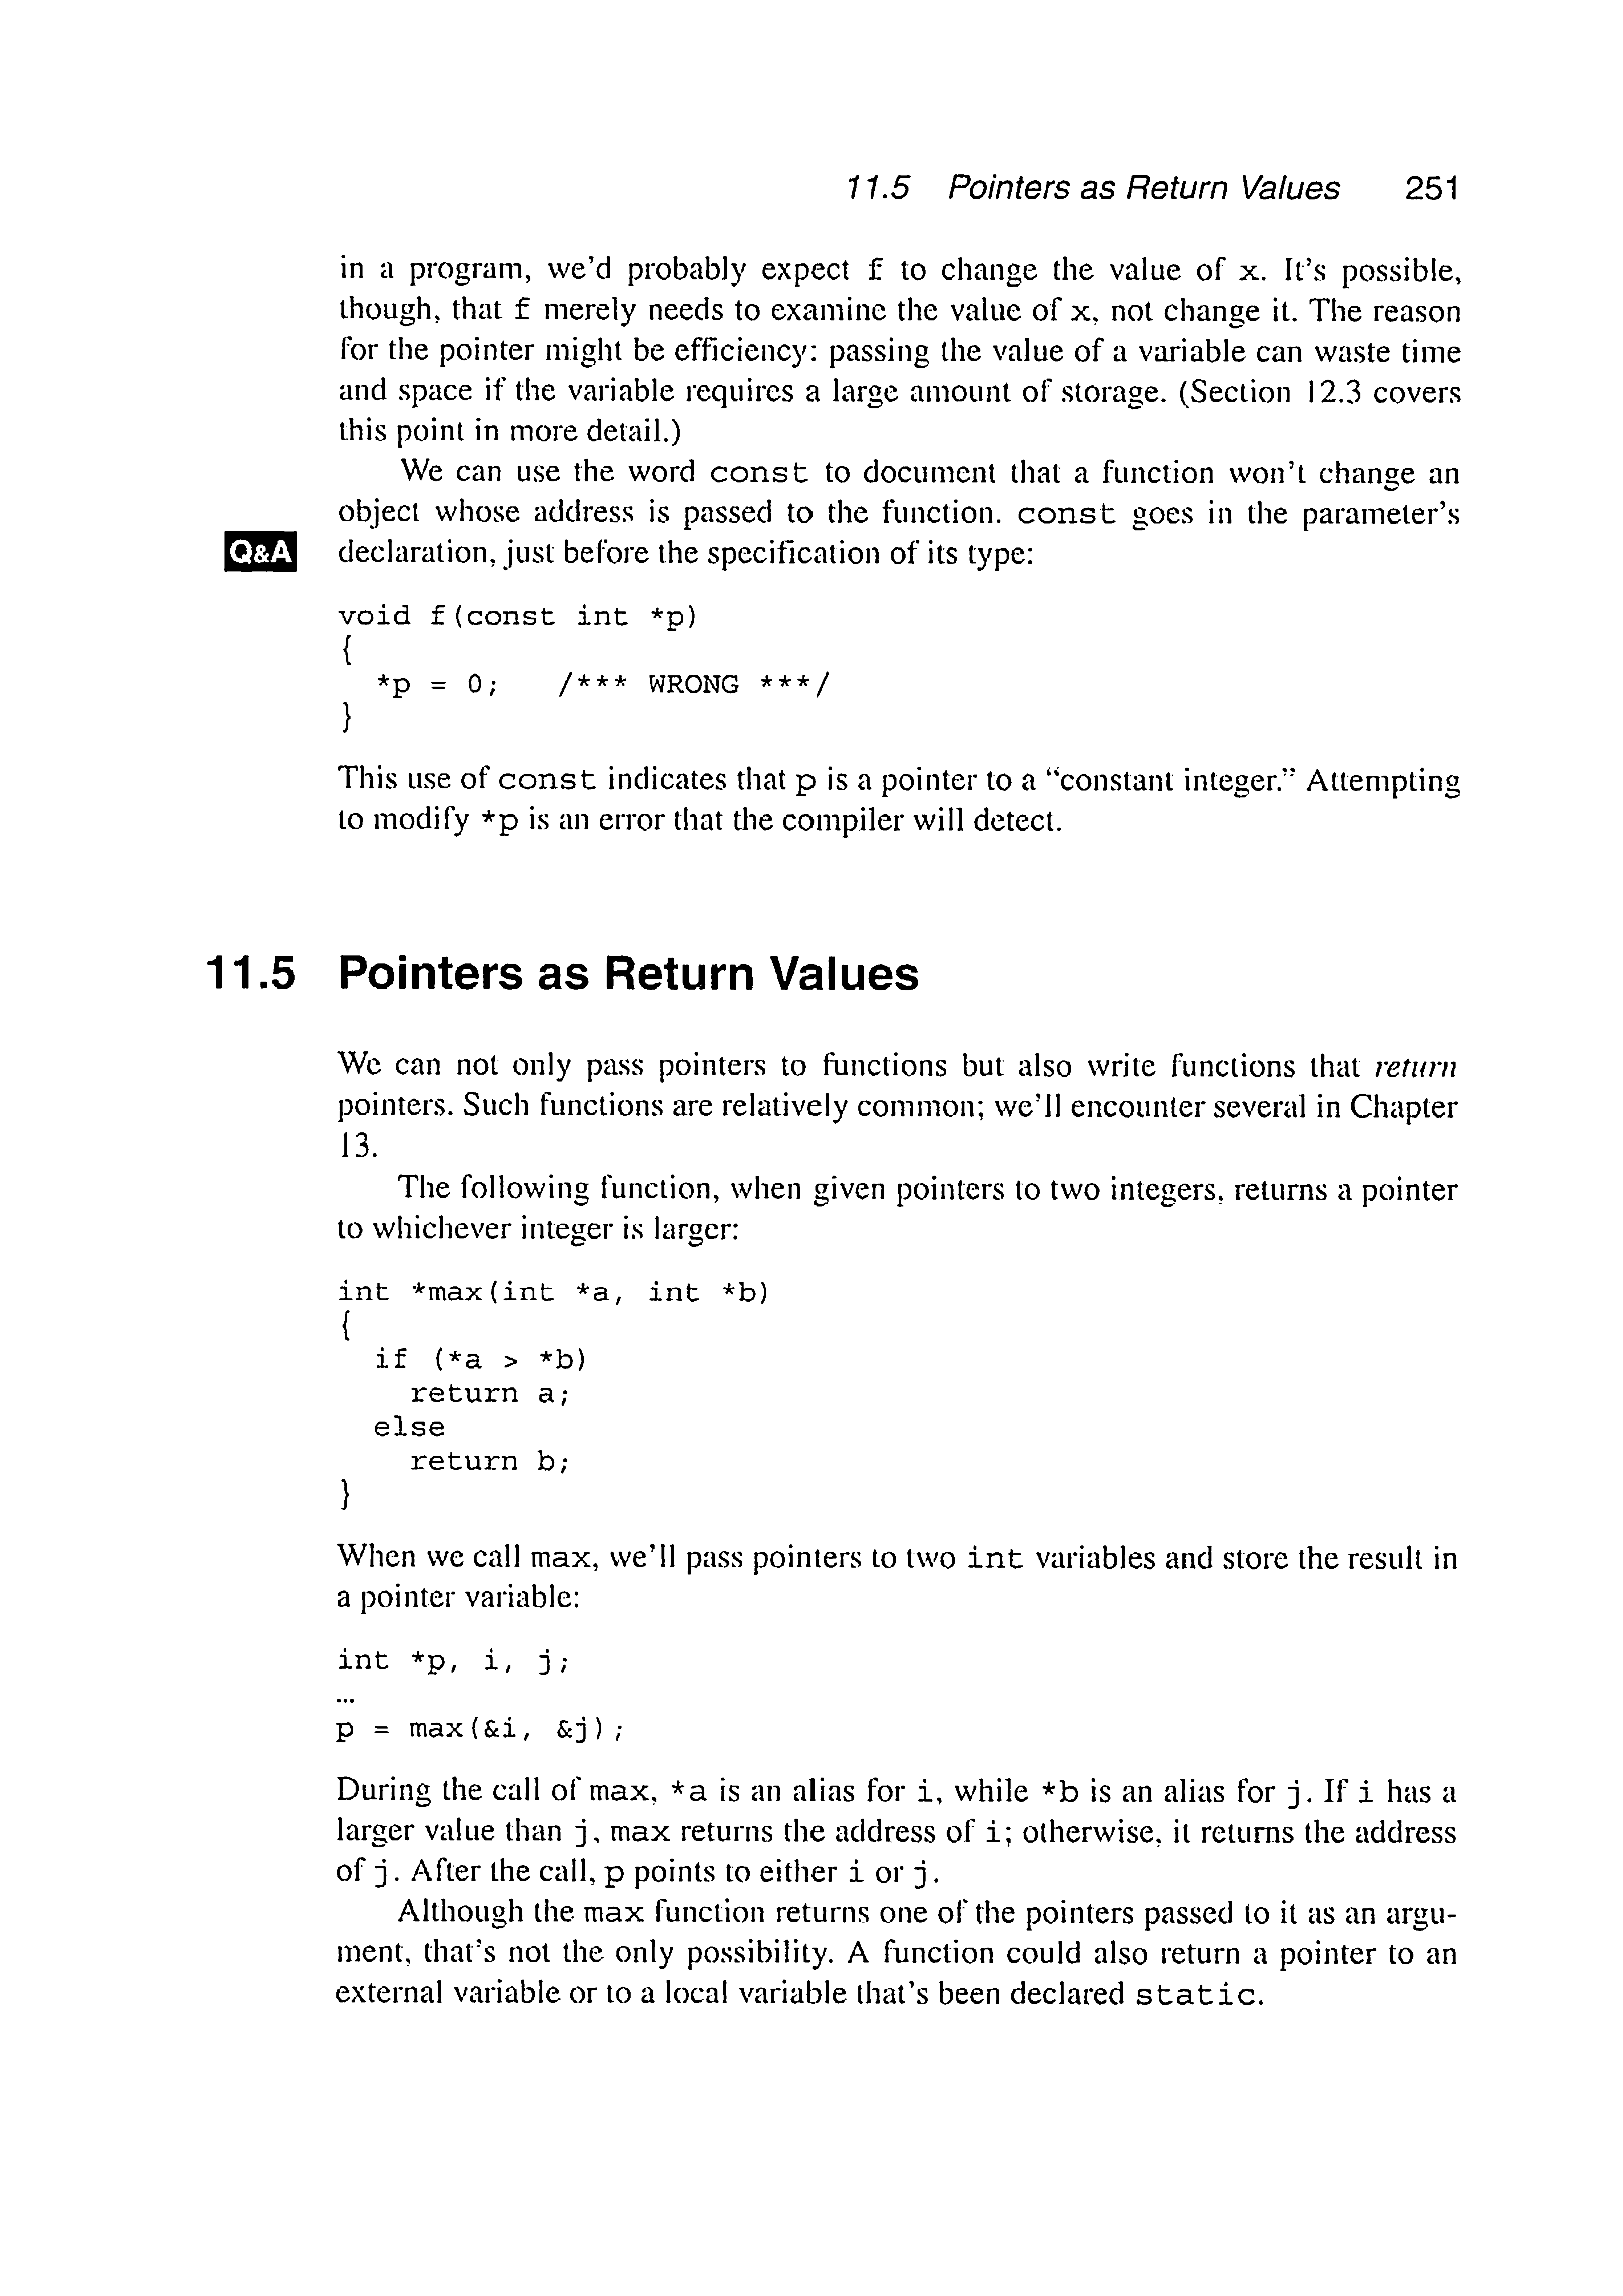 11.5 Pointers as Return Values 251
in a program, we'd probably expect f to change the value of x. It's possible,
though, that f merely needs to examine the value of x, not change it. The reason
for the pointer might be efficiency: passing the value of a variable can waste time
and space if the variable requires a large amount of storage. (Section 12.3 covers
this point in more detail.)
We can use the word const to document that a function won't change an
object whose address is passed to the function. const goes in the parameter's
Q&A declaration, just before the specification of its type:
void f(const int *p)
{
  *p = 0;   /*** WRONG ***/
}
This use of const indicates that p is a pointer to a “constant integer.” Attempting
to modify *p is an error that the compiler will detect.
11.5 Pointers as Return Values
We can not only pass pointers to functions but also write functions that return
pointers. Such functions are relatively common; we'll encounter several in Chapter
13.
The following function, when given pointers to two integers, returns a pointer
to whichever integer is larger:
int *max(int *a, int *b)
{
  if (*a > *b)
    return a;
  else
    return b;
}
When we call max, we'll pass pointers to two int variables and store the result in
a pointer variable:
int *p, i, j;
…
p = max(&i, &j);
During the call of max, *a is an alias for i, while *b is an alias for j. If i has a
larger value than j, max returns the address of i; otherwise, it returns the address
of j. After the call, p points to either i or j.
Although the max function returns one of the pointers passed to it as an argu-
ment, that's not the only possibility. A function could also return a pointer to an
external variable or to a local variable that's been declared static.